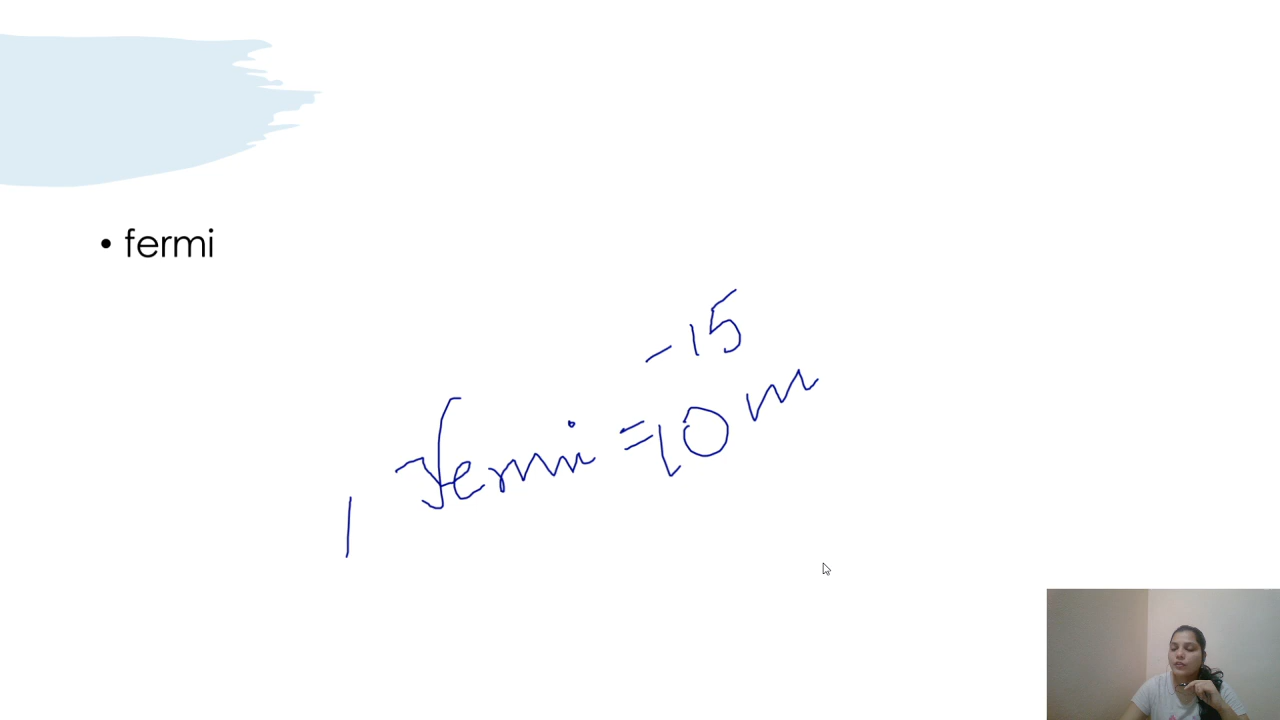 • fermi
1 fermi = 10⁻¹⁵ m